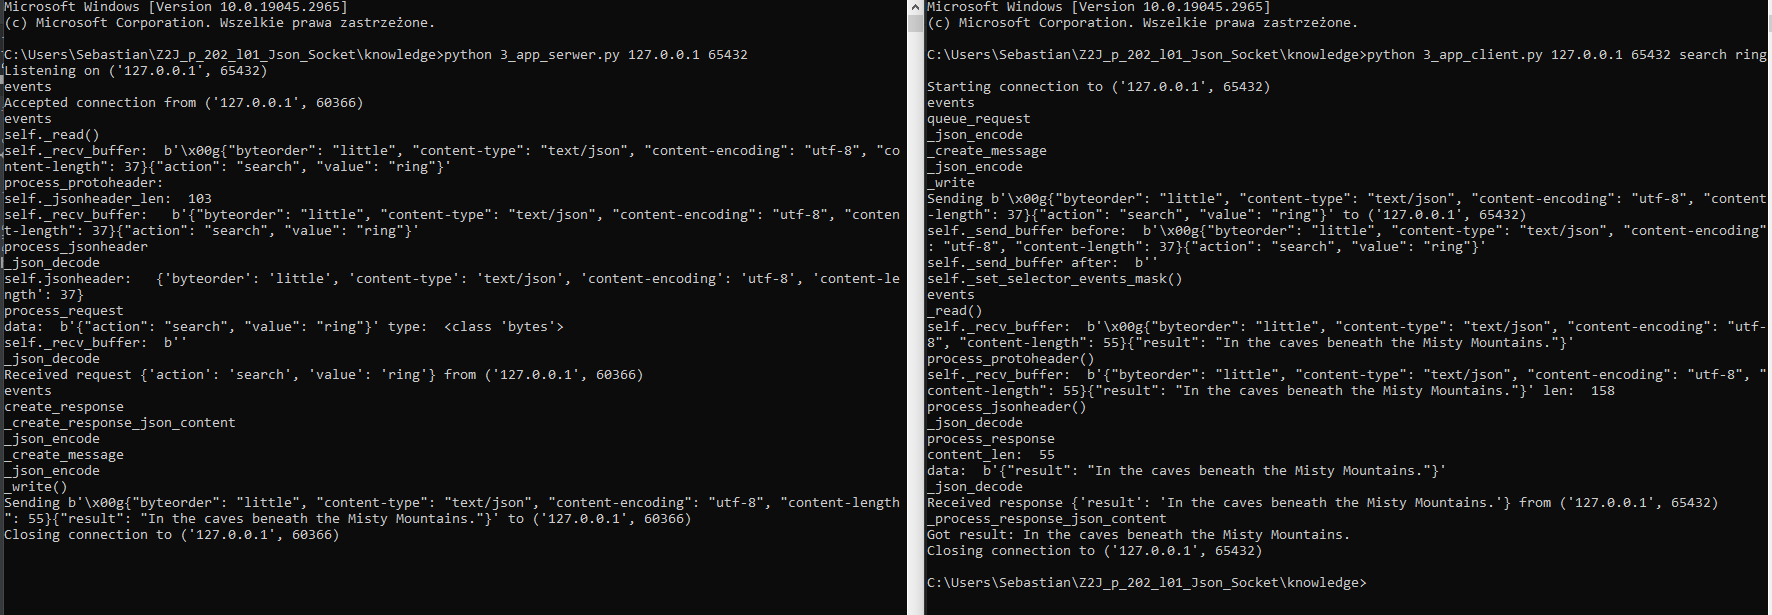 Microsoft Windows [Version 10.0.19045.2965]
(c) Microsoft Corporation. Wszelkie prawa zastrzeżone.

C:\Users\Sebastian\Z2J_p_202_l01_Json_Socket\knowledge>python 3_app_serwer.py 127.0.0.1 65432
Listening on ('127.0.0.1', 65432)
events
Accepted connection from ('127.0.0.1', 60366)
events
self._read()
self._recv_buffer:  b'\x00g{"byteorder": "little", "content-type": "text/json", "content-encoding": "utf-8", "co
ntent-length": 37}{"action": "search", "value": "ring"}'
process_protoheader:
self._jsonheader_len:  103
self._recv_buffer:   b'{"byteorder": "little", "content-type": "text/json", "content-encoding": "utf-8", "conten
t-length": 37}{"action": "search", "value": "ring"}'
process_jsonheader
_json_decode
self.jsonheader:   {'byteorder': 'little', 'content-type': 'text/json', 'content-encoding': 'utf-8', 'content-le
ngth': 37}
process_request
data:  b'{"action": "search", "value": "ring"}' type:  <class 'bytes'>
self._recv_buffer:  b''
_json_decode
Received request {'action': 'search', 'value': 'ring'} from ('127.0.0.1', 60366)
events
create_response
_create_response_json_content
_json_encode
_create_message
_json_encode
_write()
Sending b'\x00g{"byteorder": "little", "content-type": "text/json", "content-encoding": "utf-8", "content-length
": 55}{"result": "In the caves beneath the Misty Mountains."}' to ('127.0.0.1', 60366)
Closing connection to ('127.0.0.1', 60366)

Microsoft Windows [Version 10.0.19045.2965]
(c) Microsoft Corporation. Wszelkie prawa zastrzeżone.

C:\Users\Sebastian\Z2J_p_202_l01_Json_Socket\knowledge>python 3_app_client.py 127.0.0.1 65432 search ring

Starting connection to ('127.0.0.1', 65432)
events
queue_request
_json_encode
_create_message
_json_encode
_write
Sending b'\x00g{"byteorder": "little", "content-type": "text/json", "content-encoding": "utf-8", "content
-length": 37}{"action": "search", "value": "ring"}' to ('127.0.0.1', 65432)
self._send_buffer before:  b'\x00g{"byteorder": "little", "content-type": "text/json", "content-encoding"
: "utf-8", "content-length": 37}{"action": "search", "value": "ring"}'
self._send_buffer after:  b''
self._set_selector_events_mask()
events
_read()
self._recv_buffer:  b'\x00g{"byteorder": "little", "content-type": "text/json", "content-encoding": "utf-
8", "content-length": 55}{"result": "In the caves beneath the Misty Mountains."}'
process_protoheader()
self._recv_buffer:  b'{"byteorder": "little", "content-type": "text/json", "content-encoding": "utf-8", "
content-length": 55}{"result": "In the caves beneath the Misty Mountains."}' len:  158
process_jsonheader()
_json_decode
process_response
content_len:  55
data:  b'{"result": "In the caves beneath the Misty Mountains."}'
_json_decode
Received response {'result': 'In the caves beneath the Misty Mountains.'} from ('127.0.0.1', 65432)
_process_response_json_content
Got result: In the caves beneath the Misty Mountains.
Closing connection to ('127.0.0.1', 65432)

C:\Users\Sebastian\Z2J_p_202_l01_Json_Socket\knowledge>